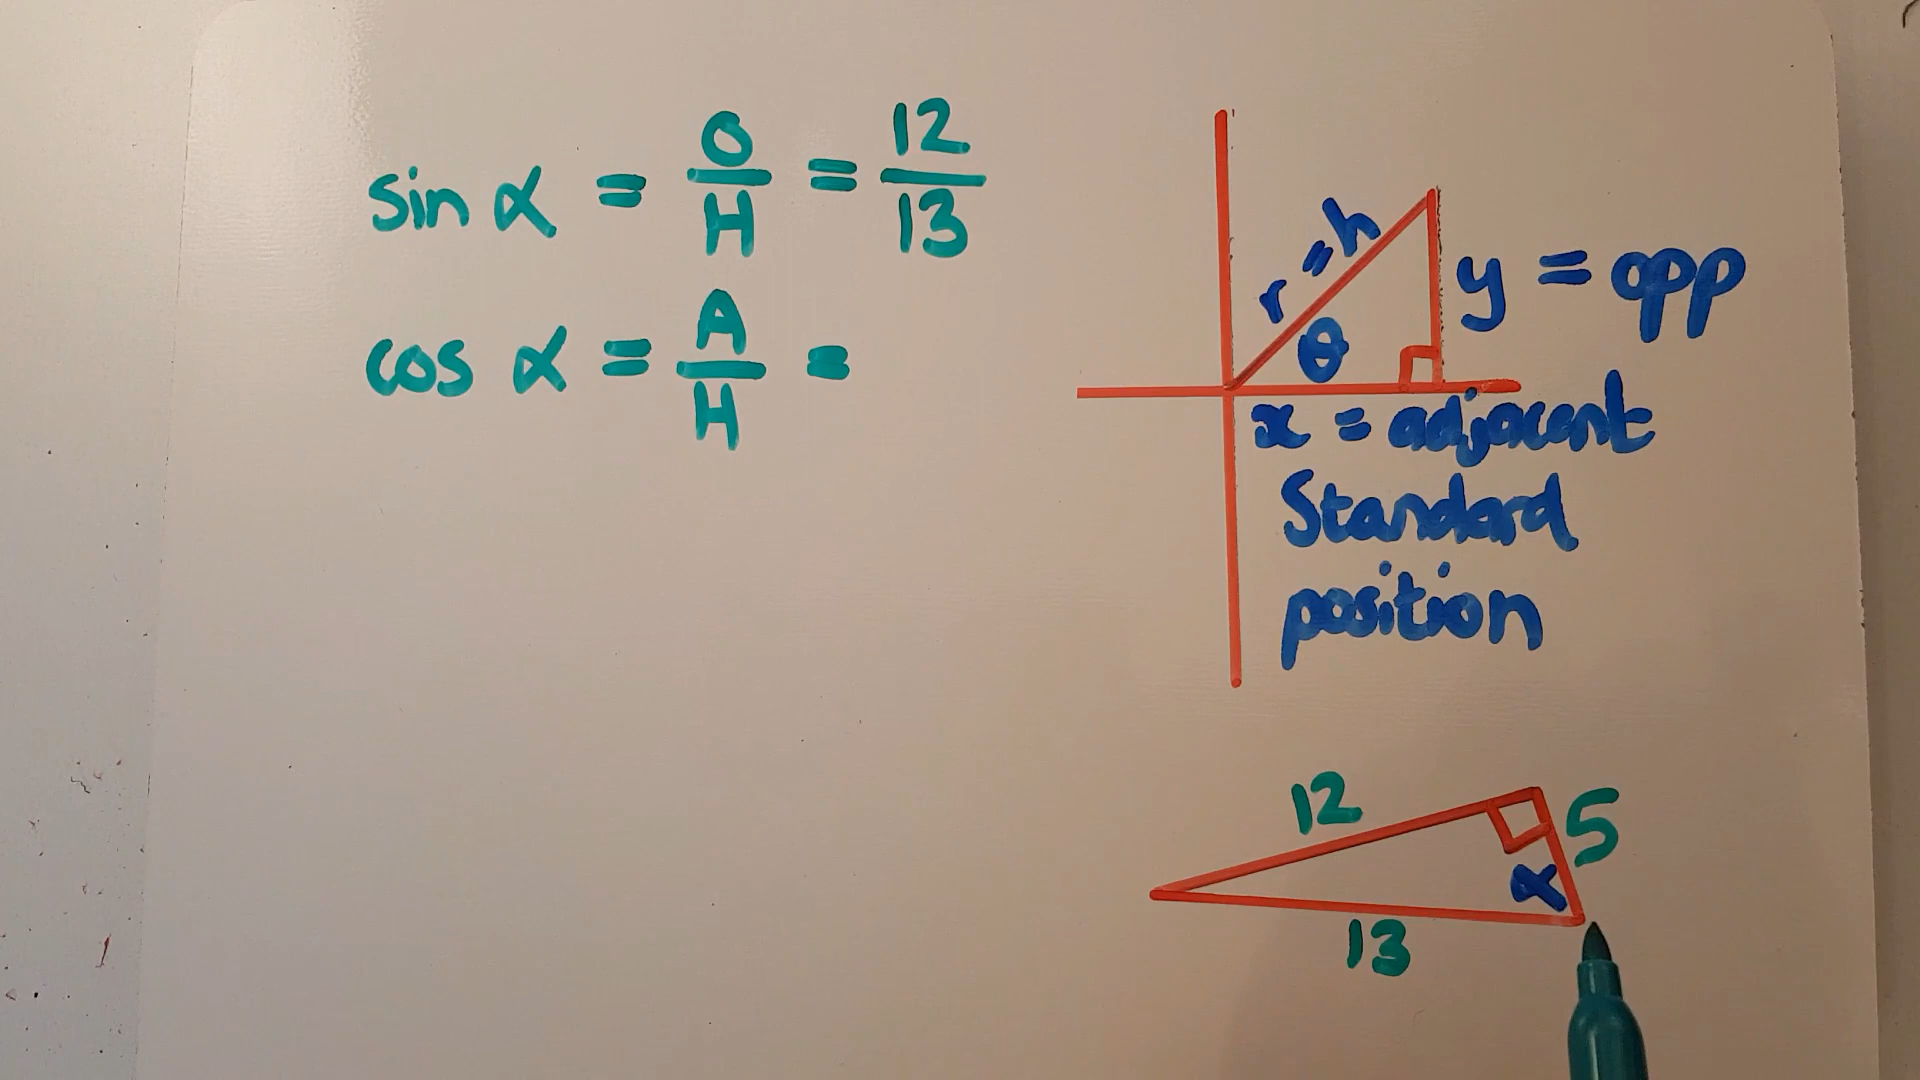 sin α = O/H = 12/13
cos α = A/H =
r = h
θ
y = opp
x = adjacent
Standard
position
12
5
α
13